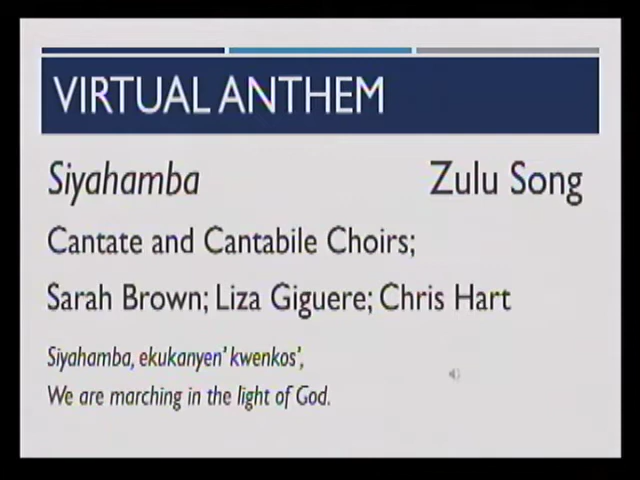 VIRTUAL ANTHEM
Siyahamba Zulu Song
Cantate and Cantabile Choirs;
Sarah Brown; Liza Giguere; Chris Hart
Siyahamba, ekukanyen' kwenkos',
We are marching in the light of God.